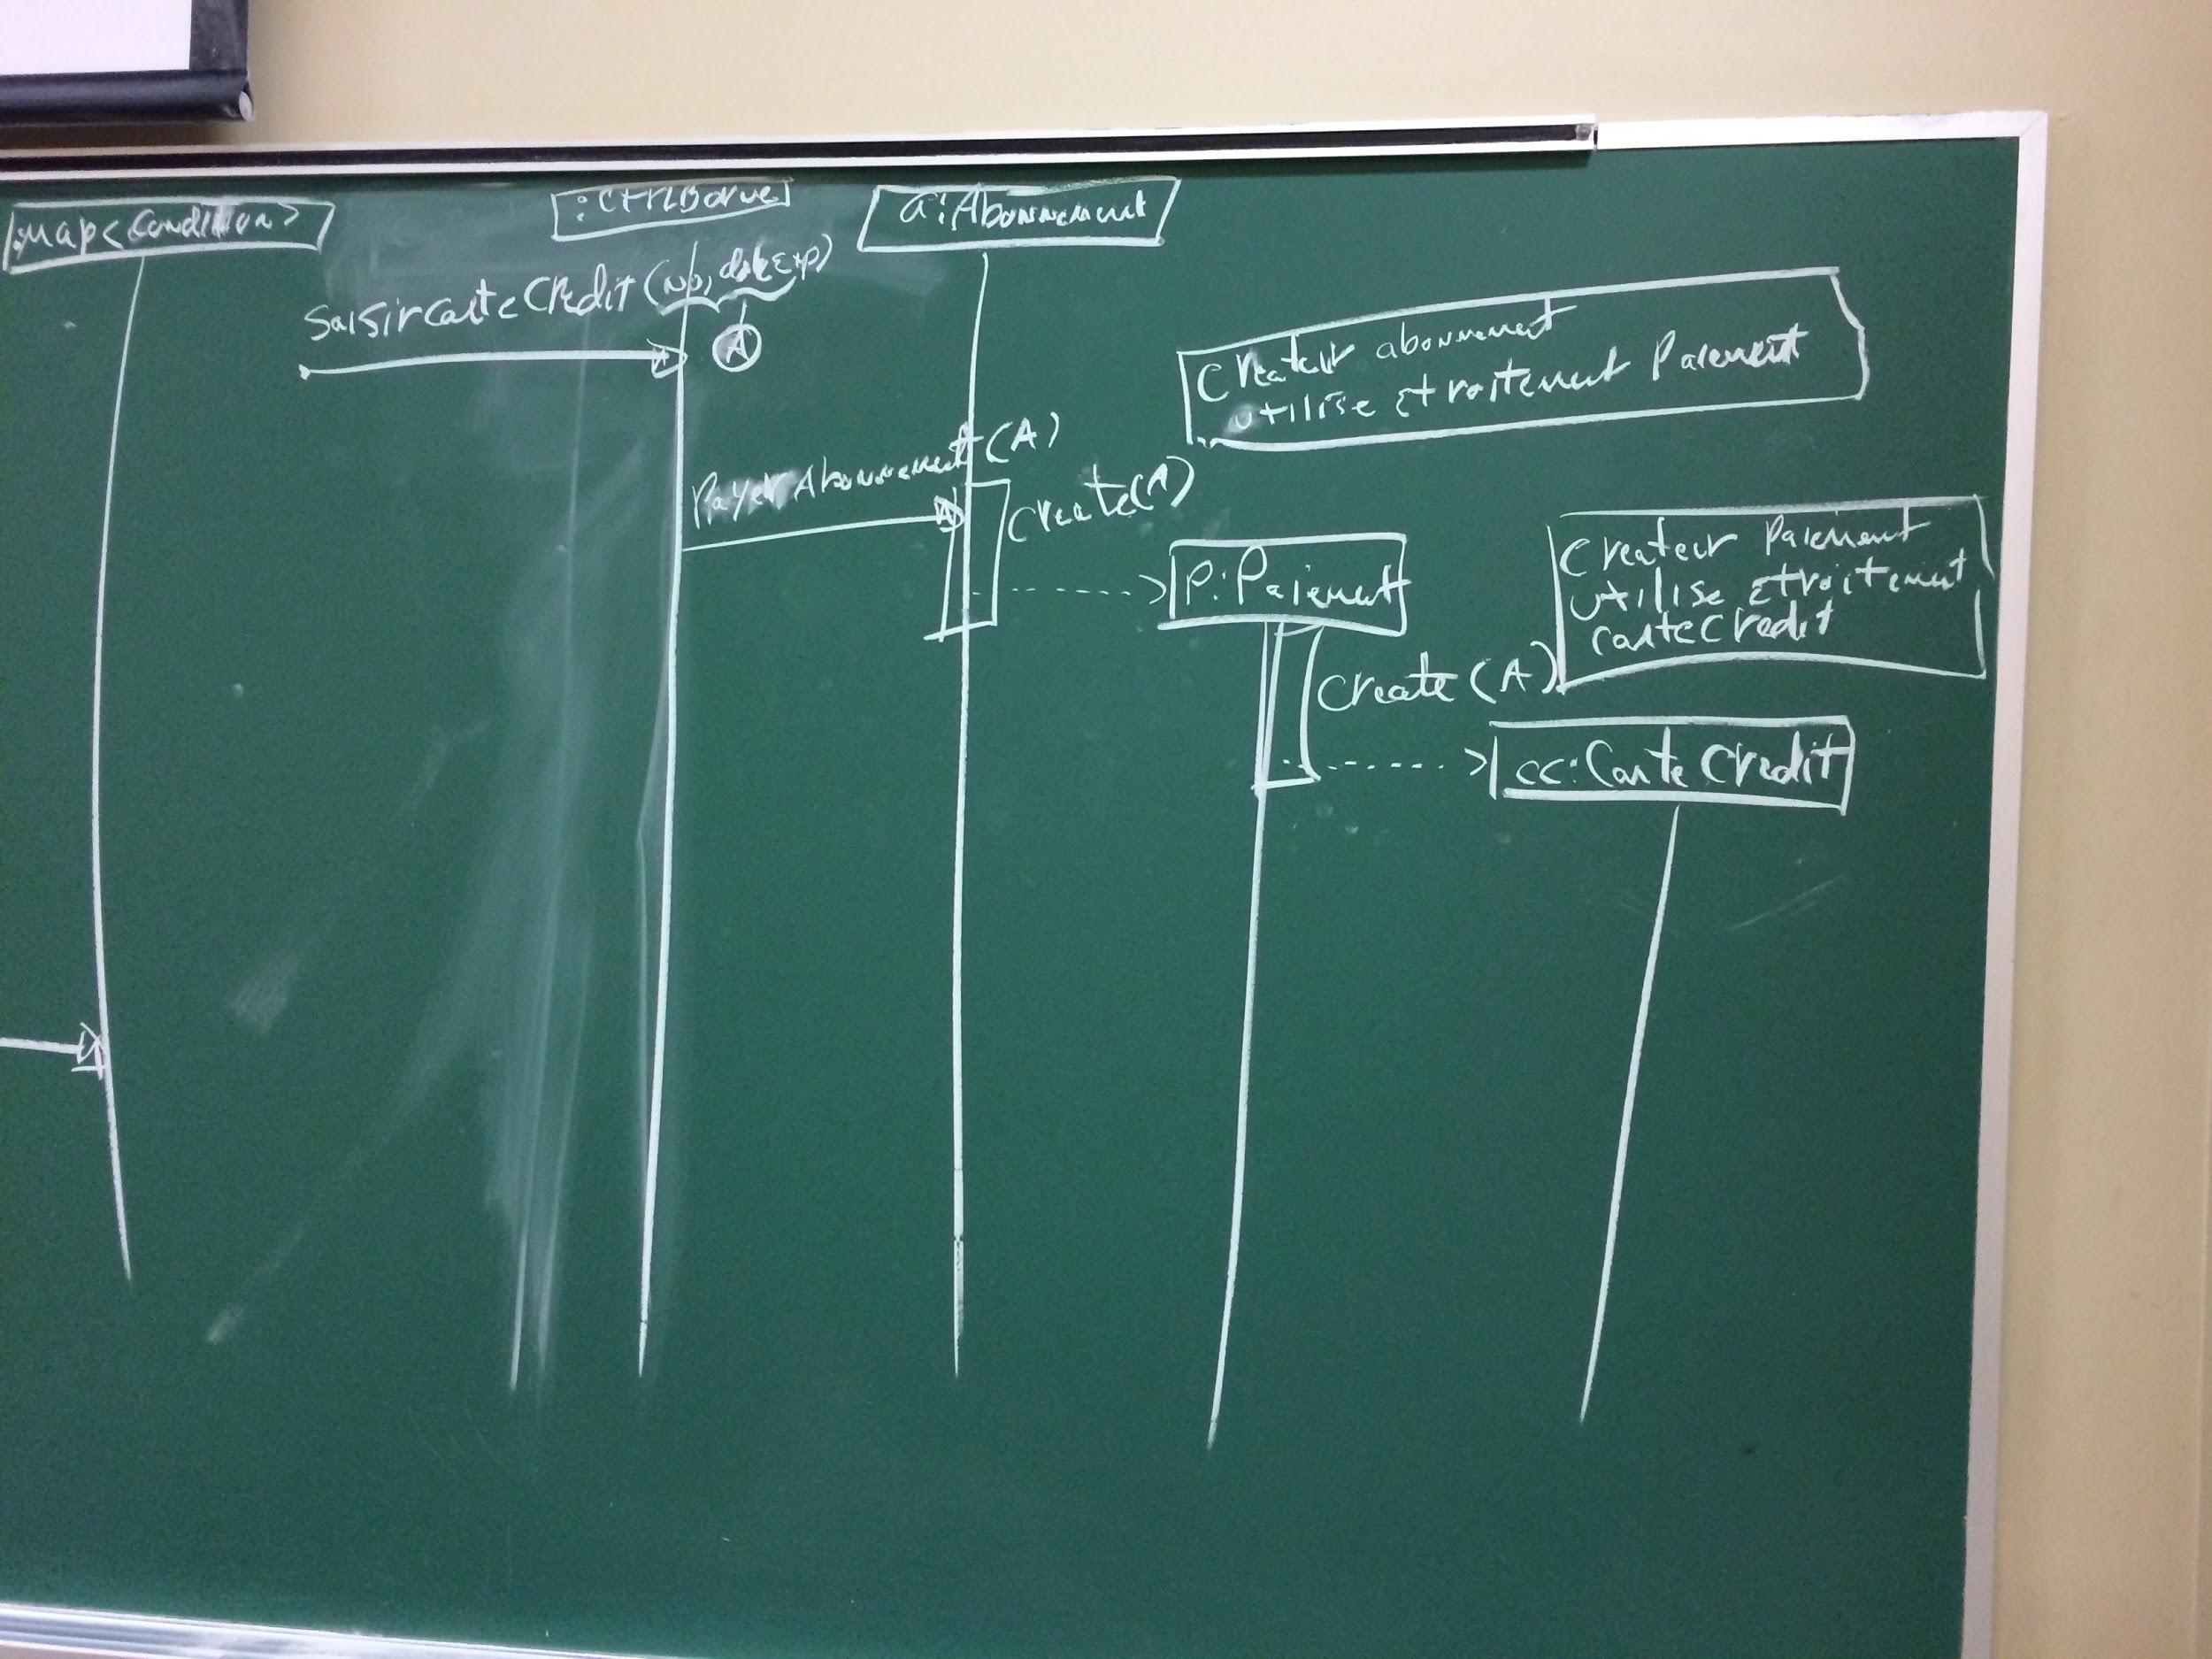 :Map<Condition>
:CtrlBorne
a:Abonnement
SaisircarteCredit(No, dateExp)
A
Createur abonnement
utilise Etroitement Paiement
PayerAbonnement(A)
Create(A)
P:Paiement
Createur Paiement
utilise Etroitement
carteCredit
Create(A)
cc:CarteCredit